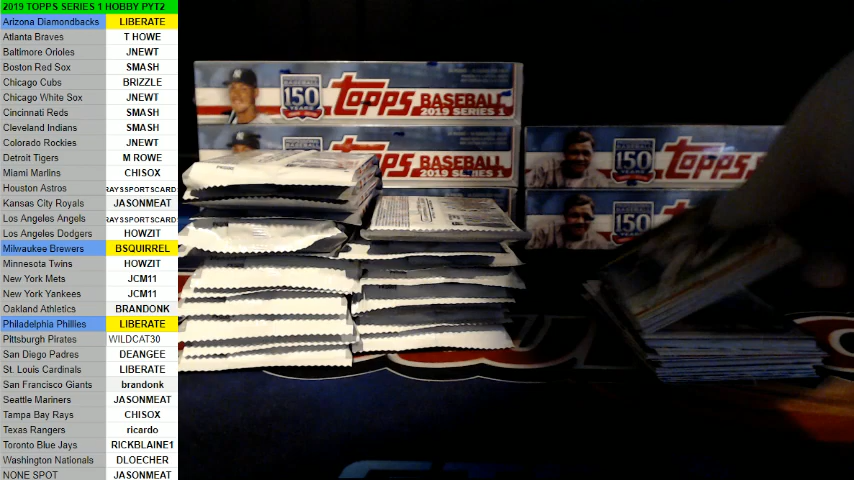 2019 TOPPS SERIES 1 HOBBY PYT2
Arizona Diamondbacks LIBERATE
Atlanta Braves T HOWE
Baltimore Orioles JNEWT
Boston Red Sox SMASH
Chicago Cubs BRIZZLE
Chicago White Sox JNEWT
Cincinnati Reds SMASH
Cleveland Indians SMASH
Colorado Rockies JNEWT
Detroit Tigers M ROWE
Miami Marlins CHISOX
Houston Astros RAYSSPORTSCARD
Kansas City Royals JASONMEAT
Los Angeles Angels RAYSSPORTSCARD
Los Angeles Dodgers HOWZIT
Milwaukee Brewers BSQUIRREL
Minnesota Twins HOWZIT
New York Mets JCM11
New York Yankees JCM11
Oakland Athletics BRANDONK
Philadelphia Phillies LIBERATE
Pittsburgh Pirates WILDCAT30
San Diego Padres DEANGEE
St. Louis Cardinals LIBERATE
San Francisco Giants brandonk
Seattle Mariners JASONMEAT
Tampa Bay Rays CHISOX
Texas Rangers ricardo
Toronto Blue Jays RICKBLAINE1
Washington Nationals DLOECHER
NONE SPOT JASONMEAT
150 YEARS topps BASEBALL
2019 SERIES 1
topps BASEBALL
2019 SERIES 1
150 topps
150